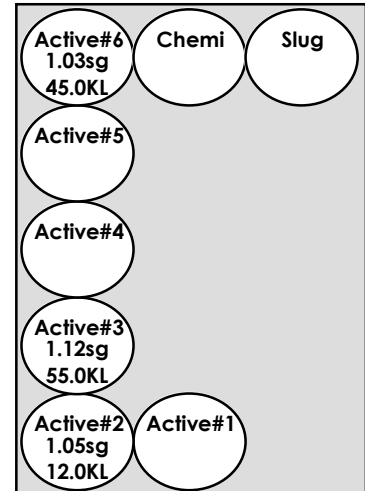 Active#6
1.03sg
45.0KL
Chemi
Slug
Active#5
Active#4
Active#3
1.12sg
55.0KL
Active#2
1.05sg
12.0KL
Active#1